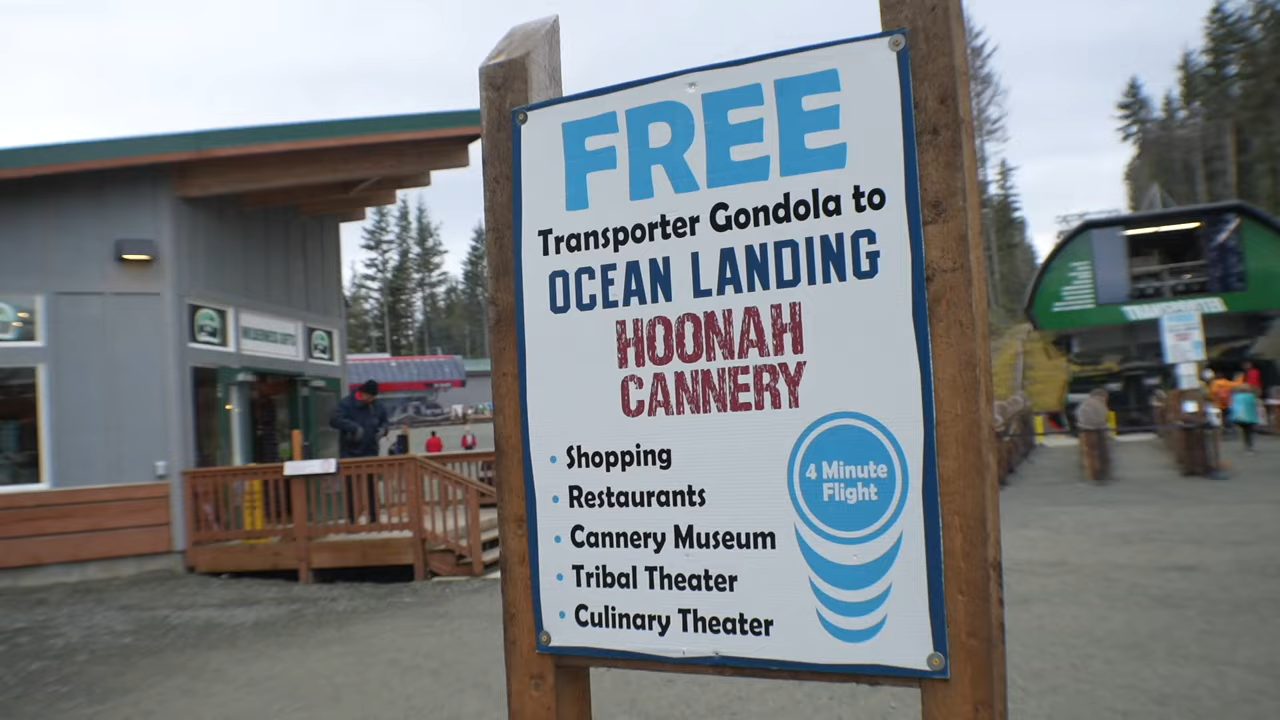 FREE
Transporter Gondola to
OCEAN LANDING
HOONAH
CANNERY
• Shopping
• Restaurants
• Cannery Museum
• Tribal Theater
• Culinary Theater
4 Minute
Flight
TRANSPORTER